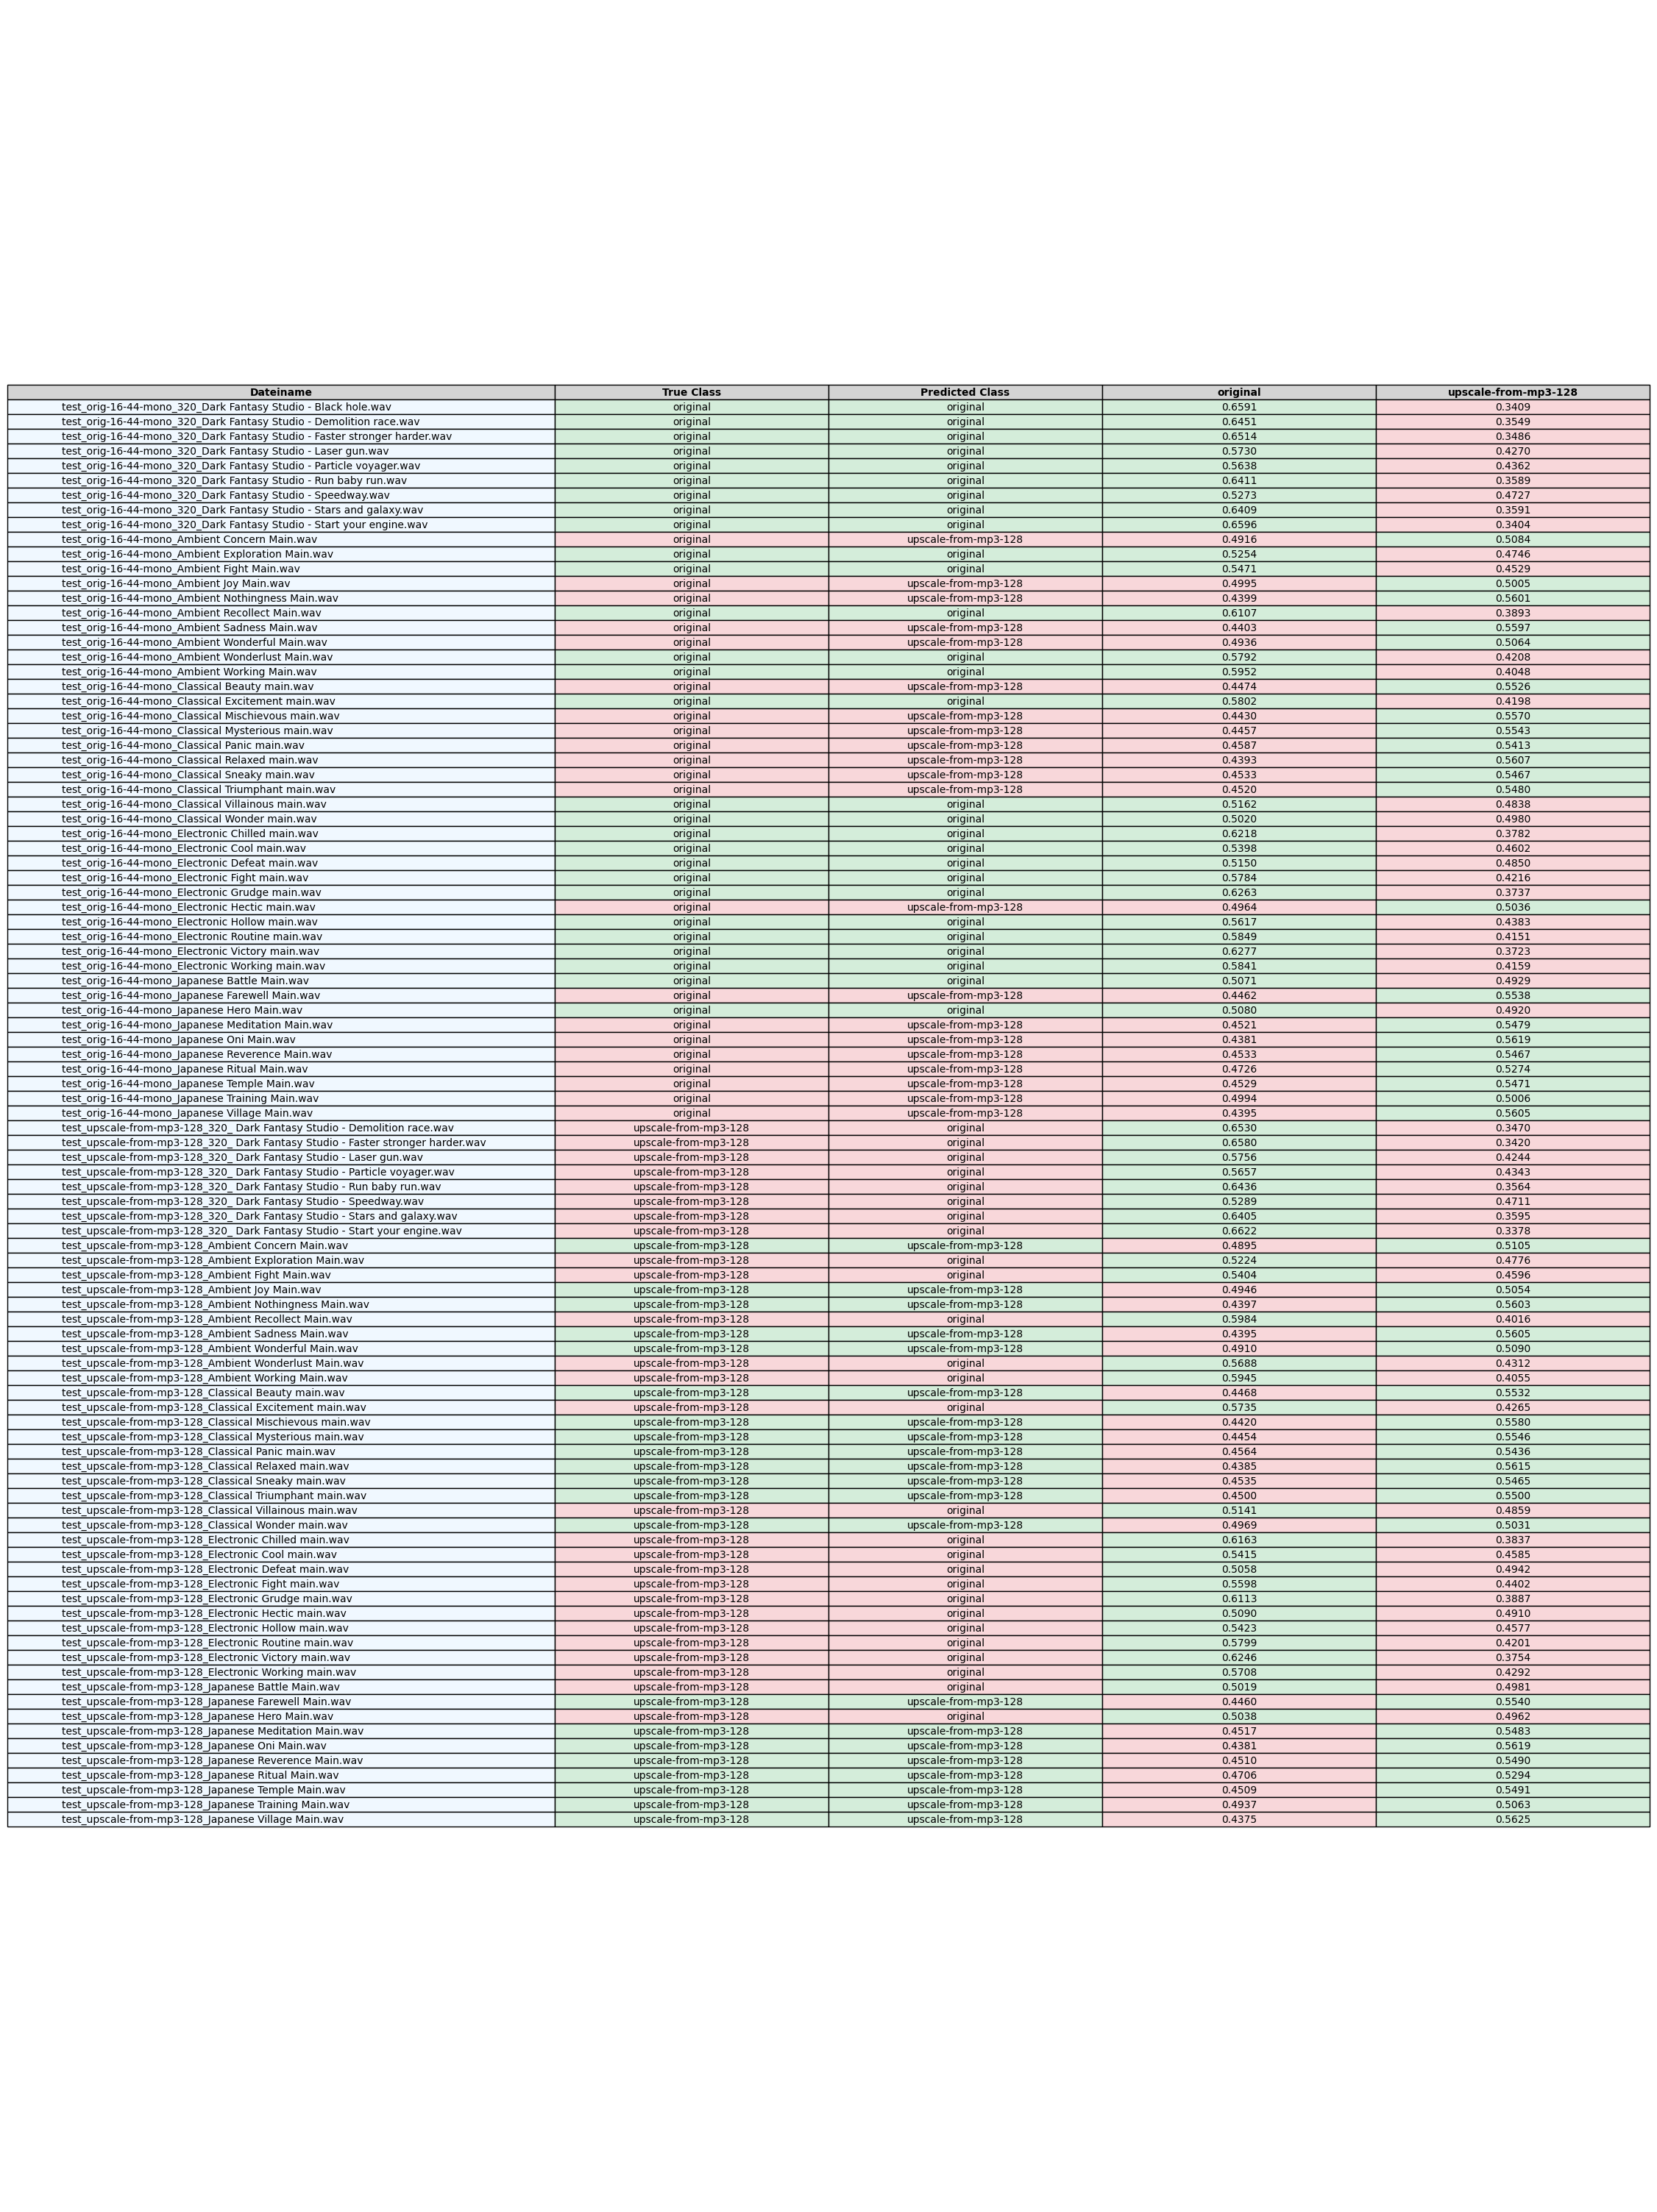 Dateiname True Class Predicted Class original upscale-from-mp3-128
test_orig-16-44-mono_320_Dark Fantasy Studio - Black hole.wav original original 0.6591 0.3409
test_orig-16-44-mono_320_Dark Fantasy Studio - Demolition race.wav original original 0.6451 0.3549
test_orig-16-44-mono_320_Dark Fantasy Studio - Faster stronger harder.wav original original 0.6514 0.3486
test_orig-16-44-mono_320_Dark Fantasy Studio - Laser gun.wav original original 0.5730 0.4270
test_orig-16-44-mono_320_Dark Fantasy Studio - Particle voyager.wav original original 0.5638 0.4362
test_orig-16-44-mono_320_Dark Fantasy Studio - Run baby run.wav original original 0.6411 0.3589
test_orig-16-44-mono_320_Dark Fantasy Studio - Speedway.wav original original 0.5273 0.4727
test_orig-16-44-mono_320_Dark Fantasy Studio - Stars and galaxy.wav original original 0.6409 0.3591
test_orig-16-44-mono_320_Dark Fantasy Studio - Start your engine.wav original original 0.6596 0.3404
test_orig-16-44-mono_Ambient Concern Main.wav original upscale-from-mp3-128 0.4916 0.5084
test_orig-16-44-mono_Ambient Exploration Main.wav original original 0.5254 0.4746
test_orig-16-44-mono_Ambient Fight Main.wav original original 0.5471 0.4529
test_orig-16-44-mono_Ambient Joy Main.wav original upscale-from-mp3-128 0.4995 0.5005
test_orig-16-44-mono_Ambient Nothingness Main.wav original upscale-from-mp3-128 0.4399 0.5601
test_orig-16-44-mono_Ambient Recollect Main.wav original original 0.6107 0.3893
test_orig-16-44-mono_Ambient Sadness Main.wav original upscale-from-mp3-128 0.4403 0.5597
test_orig-16-44-mono_Ambient Wonderful Main.wav original upscale-from-mp3-128 0.4936 0.5064
test_orig-16-44-mono_Ambient Wonderlust Main.wav original original 0.5792 0.4208
test_orig-16-44-mono_Ambient Working Main.wav original original 0.5952 0.4048
test_orig-16-44-mono_Classical Beauty main.wav original upscale-from-mp3-128 0.4474 0.5526
test_orig-16-44-mono_Classical Excitement main.wav original original 0.5802 0.4198
test_orig-16-44-mono_Classical Mischievous main.wav original upscale-from-mp3-128 0.4430 0.5570
test_orig-16-44-mono_Classical Mysterious main.wav original upscale-from-mp3-128 0.4457 0.5543
test_orig-16-44-mono_Classical Panic main.wav original upscale-from-mp3-128 0.4587 0.5413
test_orig-16-44-mono_Classical Relaxed main.wav original upscale-from-mp3-128 0.4393 0.5607
test_orig-16-44-mono_Classical Sneaky main.wav original upscale-from-mp3-128 0.4533 0.5467
test_orig-16-44-mono_Classical Triumphant main.wav original upscale-from-mp3-128 0.4520 0.5480
test_orig-16-44-mono_Classical Villainous main.wav original original 0.5162 0.4838
test_orig-16-44-mono_Classical Wonder main.wav original original 0.5020 0.4980
test_orig-16-44-mono_Electronic Chilled main.wav original original 0.6218 0.3782
test_orig-16-44-mono_Electronic Cool main.wav original original 0.5398 0.4602
test_orig-16-44-mono_Electronic Defeat main.wav original original 0.5150 0.4850
test_orig-16-44-mono_Electronic Fight main.wav original original 0.5784 0.4216
test_orig-16-44-mono_Electronic Grudge main.wav original original 0.6263 0.3737
test_orig-16-44-mono_Electronic Hectic main.wav original upscale-from-mp3-128 0.4964 0.5036
test_orig-16-44-mono_Electronic Hollow main.wav original original 0.5617 0.4383
test_orig-16-44-mono_Electronic Routine main.wav original original 0.5849 0.4151
test_orig-16-44-mono_Electronic Victory main.wav original original 0.6277 0.3723
test_orig-16-44-mono_Electronic Working main.wav original original 0.5841 0.4159
test_orig-16-44-mono_Japanese Battle Main.wav original original 0.5071 0.4929
test_orig-16-44-mono_Japanese Farewell Main.wav original upscale-from-mp3-128 0.4462 0.5538
test_orig-16-44-mono_Japanese Hero Main.wav original original 0.5080 0.4920
test_orig-16-44-mono_Japanese Meditation Main.wav original upscale-from-mp3-128 0.4521 0.5479
test_orig-16-44-mono_Japanese Oni Main.wav original upscale-from-mp3-128 0.4381 0.5619
test_orig-16-44-mono_Japanese Reverence Main.wav original upscale-from-mp3-128 0.4533 0.5467
test_orig-16-44-mono_Japanese Ritual Main.wav original upscale-from-mp3-128 0.4726 0.5274
test_orig-16-44-mono_Japanese Temple Main.wav original upscale-from-mp3-128 0.4529 0.5471
test_orig-16-44-mono_Japanese Training Main.wav original upscale-from-mp3-128 0.4994 0.5006
test_orig-16-44-mono_Japanese Village Main.wav original upscale-from-mp3-128 0.4395 0.5605
test_upscale-from-mp3-128_320_ Dark Fantasy Studio - Demolition race.wav upscale-from-mp3-128 original 0.6530 0.3470
test_upscale-from-mp3-128_320_ Dark Fantasy Studio - Faster stronger harder.wav upscale-from-mp3-128 original 0.6580 0.3420
test_upscale-from-mp3-128_320_ Dark Fantasy Studio - Laser gun.wav upscale-from-mp3-128 original 0.5756 0.4244
test_upscale-from-mp3-128_320_ Dark Fantasy Studio - Particle voyager.wav upscale-from-mp3-128 original 0.5657 0.4343
test_upscale-from-mp3-128_320_ Dark Fantasy Studio - Run baby run.wav upscale-from-mp3-128 original 0.6436 0.3564
test_upscale-from-mp3-128_320_ Dark Fantasy Studio - Speedway.wav upscale-from-mp3-128 original 0.5289 0.4711
test_upscale-from-mp3-128_320_ Dark Fantasy Studio - Stars and galaxy.wav upscale-from-mp3-128 original 0.6405 0.3595
test_upscale-from-mp3-128_320_ Dark Fantasy Studio - Start your engine.wav upscale-from-mp3-128 original 0.6622 0.3378
test_upscale-from-mp3-128_Ambient Concern Main.wav upscale-from-mp3-128 upscale-from-mp3-128 0.4895 0.5105
test_upscale-from-mp3-128_Ambient Exploration Main.wav upscale-from-mp3-128 original 0.5224 0.4776
test_upscale-from-mp3-128_Ambient Fight Main.wav upscale-from-mp3-128 original 0.5404 0.4596
test_upscale-from-mp3-128_Ambient Joy Main.wav upscale-from-mp3-128 upscale-from-mp3-128 0.4946 0.5054
test_upscale-from-mp3-128_Ambient Nothingness Main.wav upscale-from-mp3-128 upscale-from-mp3-128 0.4397 0.5603
test_upscale-from-mp3-128_Ambient Recollect Main.wav upscale-from-mp3-128 original 0.5984 0.4016
test_upscale-from-mp3-128_Ambient Sadness Main.wav upscale-from-mp3-128 upscale-from-mp3-128 0.4395 0.5605
test_upscale-from-mp3-128_Ambient Wonderful Main.wav upscale-from-mp3-128 upscale-from-mp3-128 0.4910 0.5090
test_upscale-from-mp3-128_Ambient Wonderlust Main.wav upscale-from-mp3-128 original 0.5688 0.4312
test_upscale-from-mp3-128_Ambient Working Main.wav upscale-from-mp3-128 original 0.5945 0.4055
test_upscale-from-mp3-128_Classical Beauty main.wav upscale-from-mp3-128 upscale-from-mp3-128 0.4468 0.5532
test_upscale-from-mp3-128_Classical Excitement main.wav upscale-from-mp3-128 original 0.5735 0.4265
test_upscale-from-mp3-128_Classical Mischievous main.wav upscale-from-mp3-128 upscale-from-mp3-128 0.4420 0.5580
test_upscale-from-mp3-128_Classical Mysterious main.wav upscale-from-mp3-128 upscale-from-mp3-128 0.4454 0.5546
test_upscale-from-mp3-128_Classical Panic main.wav upscale-from-mp3-128 upscale-from-mp3-128 0.4564 0.5436
test_upscale-from-mp3-128_Classical Relaxed main.wav upscale-from-mp3-128 upscale-from-mp3-128 0.4385 0.5615
test_upscale-from-mp3-128_Classical Sneaky main.wav upscale-from-mp3-128 upscale-from-mp3-128 0.4535 0.5465
test_upscale-from-mp3-128_Classical Triumphant main.wav upscale-from-mp3-128 upscale-from-mp3-128 0.4500 0.5500
test_upscale-from-mp3-128_Classical Villainous main.wav upscale-from-mp3-128 original 0.5141 0.4859
test_upscale-from-mp3-128_Classical Wonder main.wav upscale-from-mp3-128 upscale-from-mp3-128 0.4969 0.5031
test_upscale-from-mp3-128_Electronic Chilled main.wav upscale-from-mp3-128 original 0.6163 0.3837
test_upscale-from-mp3-128_Electronic Cool main.wav upscale-from-mp3-128 original 0.5415 0.4585
test_upscale-from-mp3-128_Electronic Defeat main.wav upscale-from-mp3-128 original 0.5058 0.4942
test_upscale-from-mp3-128_Electronic Fight main.wav upscale-from-mp3-128 original 0.5598 0.4402
test_upscale-from-mp3-128_Electronic Grudge main.wav upscale-from-mp3-128 original 0.6113 0.3887
test_upscale-from-mp3-128_Electronic Hectic main.wav upscale-from-mp3-128 original 0.5090 0.4910
test_upscale-from-mp3-128_Electronic Hollow main.wav upscale-from-mp3-128 original 0.5423 0.4577
test_upscale-from-mp3-128_Electronic Routine main.wav upscale-from-mp3-128 original 0.5799 0.4201
test_upscale-from-mp3-128_Electronic Victory main.wav upscale-from-mp3-128 original 0.6246 0.3754
test_upscale-from-mp3-128_Electronic Working main.wav upscale-from-mp3-128 original 0.5708 0.4292
test_upscale-from-mp3-128_Japanese Battle Main.wav upscale-from-mp3-128 original 0.5019 0.4981
test_upscale-from-mp3-128_Japanese Farewell Main.wav upscale-from-mp3-128 upscale-from-mp3-128 0.4460 0.5540
test_upscale-from-mp3-128_Japanese Hero Main.wav upscale-from-mp3-128 original 0.5038 0.4962
test_upscale-from-mp3-128_Japanese Meditation Main.wav upscale-from-mp3-128 upscale-from-mp3-128 0.4517 0.5483
test_upscale-from-mp3-128_Japanese Oni Main.wav upscale-from-mp3-128 upscale-from-mp3-128 0.4381 0.5619
test_upscale-from-mp3-128_Japanese Reverence Main.wav upscale-from-mp3-128 upscale-from-mp3-128 0.4510 0.5490
test_upscale-from-mp3-128_Japanese Ritual Main.wav upscale-from-mp3-128 upscale-from-mp3-128 0.4706 0.5294
test_upscale-from-mp3-128_Japanese Temple Main.wav upscale-from-mp3-128 upscale-from-mp3-128 0.4509 0.5491
test_upscale-from-mp3-128_Japanese Training Main.wav upscale-from-mp3-128 upscale-from-mp3-128 0.4937 0.5063
test_upscale-from-mp3-128_Japanese Village Main.wav upscale-from-mp3-128 upscale-from-mp3-128 0.4375 0.5625